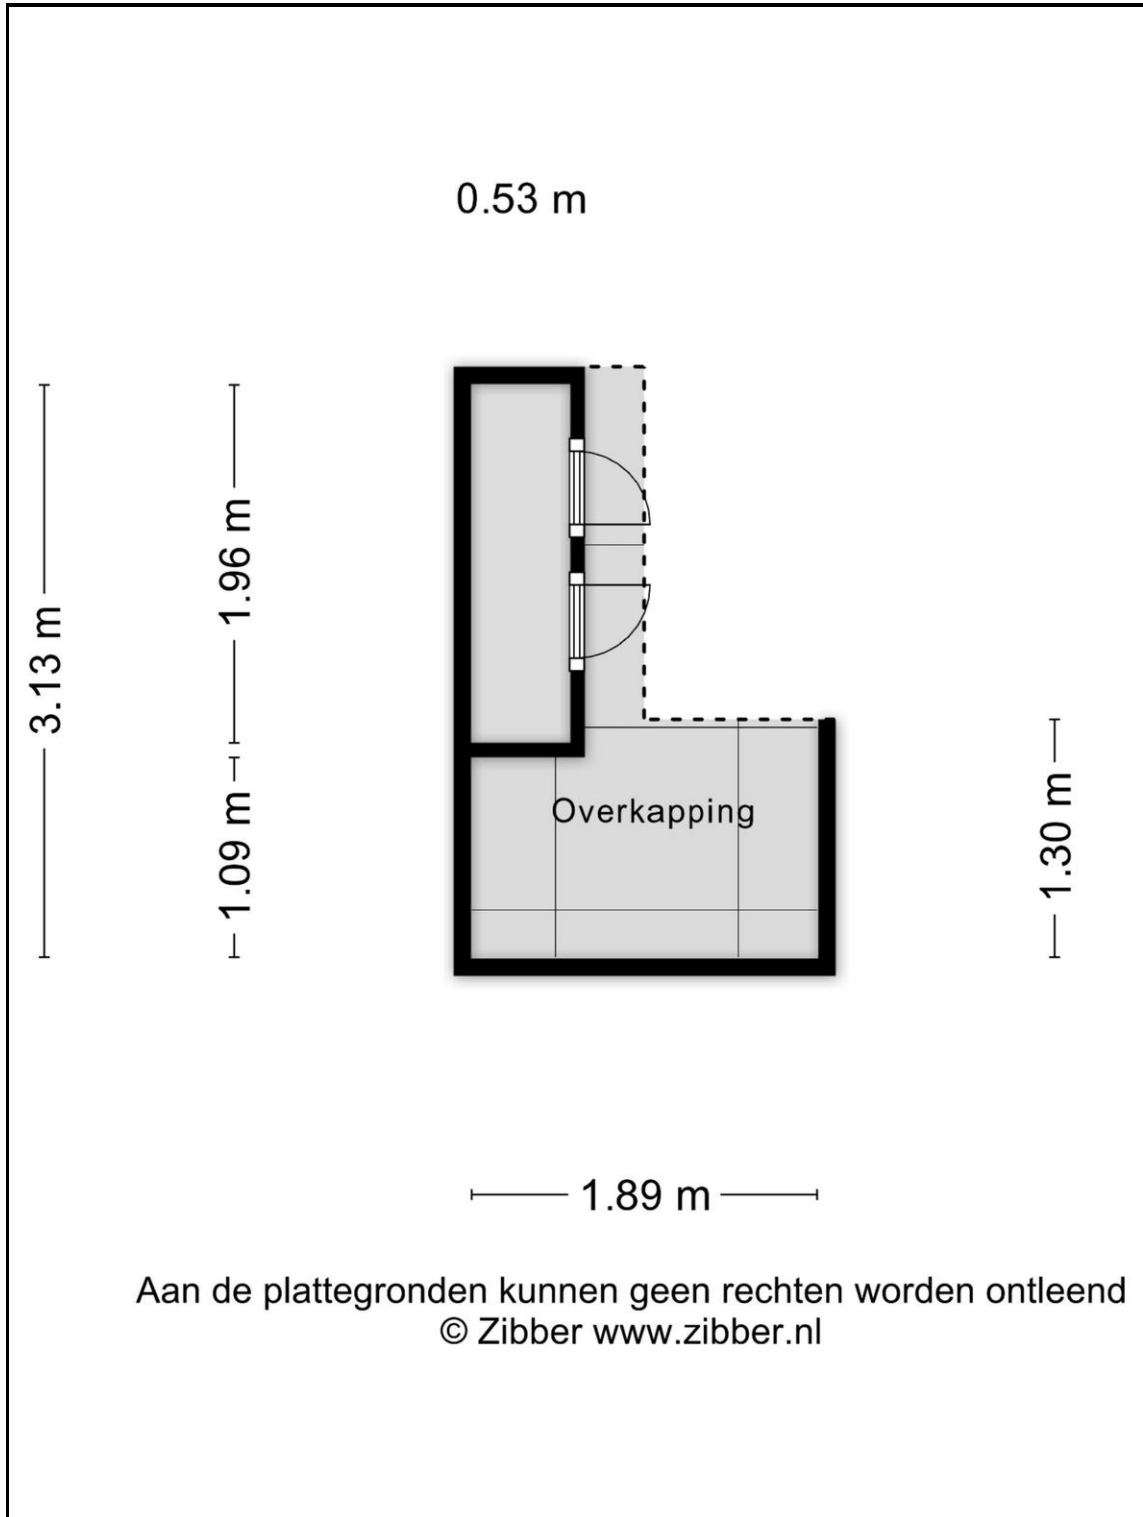 0.53 m
3.13 m
1.96 m
1.09 m
Overkapping
1.30 m
1.89 m
Aan de plattegronden kunnen geen rechten worden ontleend
© Zibber www.zibber.nl